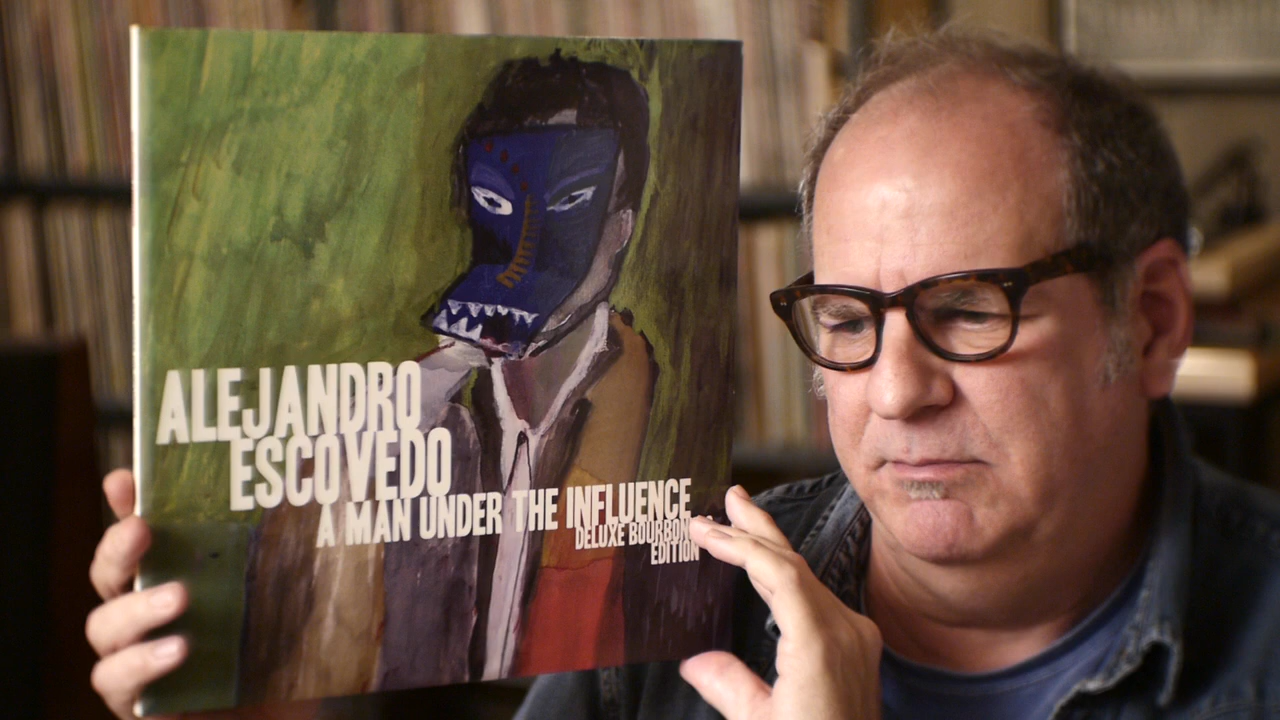 ALEJANDRO
ESCOVEDO
A MAN UNDER THE INFLUENCE
DELUXE BOURBON
EDITION